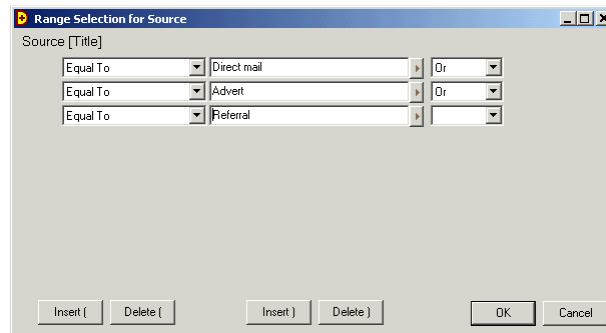 Range Selection for Source
Source [Title]
Equal To Direct mail Or
Equal To Advert Or
Equal To Referral
Insert ( Delete ( Insert ) Delete ) OK Cancel